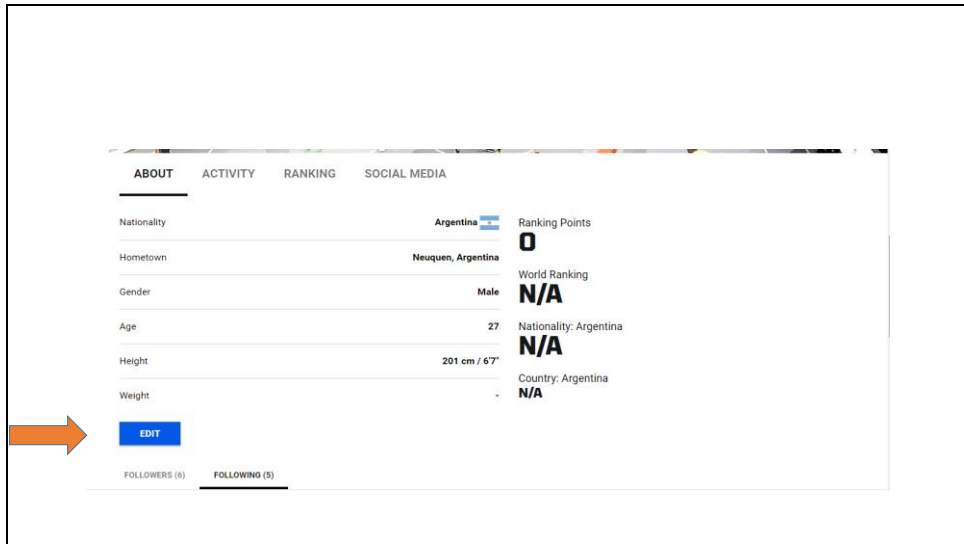 ABOUT ACTIVITY RANKING SOCIAL MEDIA
Nationality Argentina
Hometown Neuquen, Argentina
Gender Male
Age 27
Height 201 cm / 6'7"
Weight -
EDIT
FOLLOWERS (6) FOLLOWING (5)
Ranking Points
0
World Ranking
N/A
Nationality: Argentina
N/A
Country: Argentina
N/A